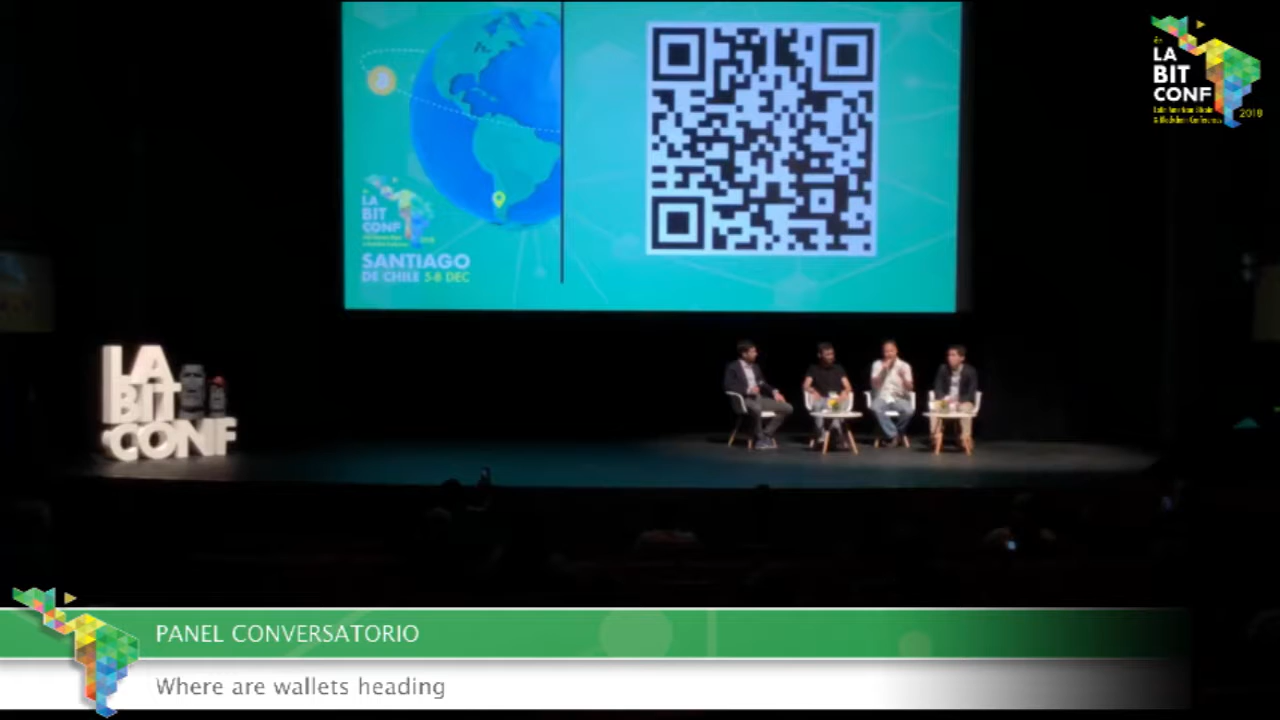 LA
BIT
CONF
2018
LA
BIT
CONF
SANTIAGO
DE CHILE 5-8 DEC
LA
BIT
CONF
PANEL CONVERSATORIO
Where are wallets heading